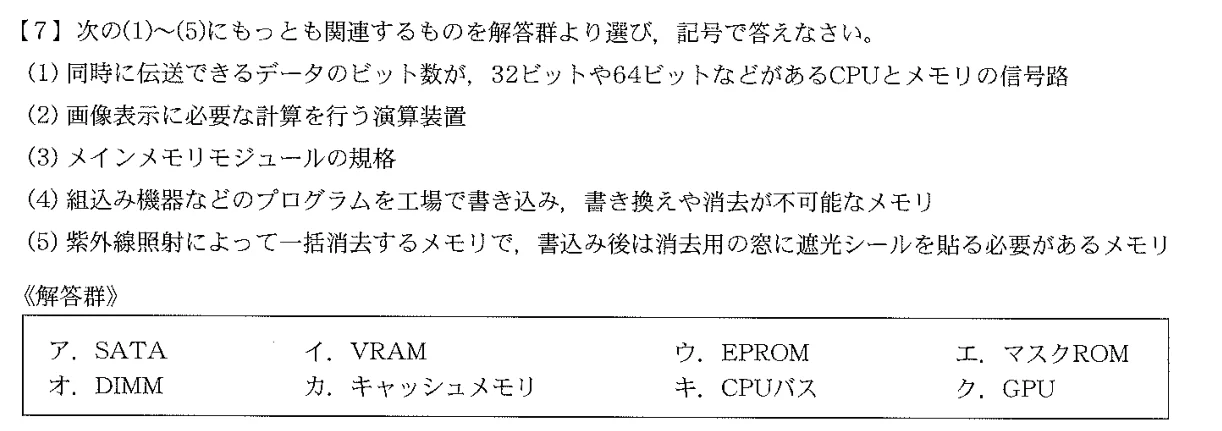 【7】次の(1)～(5)にもっとも関連するものを解答群より選び，記号で答えなさい。
(1) 同時に伝送できるデータのビット数が，32ビットや64ビットなどがあるCPUとメモリの信号路
(2) 画像表示に必要な計算を行う演算装置
(3) メインメモリモジュールの規格
(4) 組込み機器などのプログラムを工場で書き込み，書き換えや消去が不可能なメモリ
(5) 紫外線照射によって一括消去するメモリで，書込み後は消去用の窓に遮光シールを貼る必要があるメモリ
《解答群》
ア．SATA イ．VRAM ウ．EPROM エ．マスクROM
オ．DIMM カ．キャッシュメモリ キ．CPUバス ク．GPU